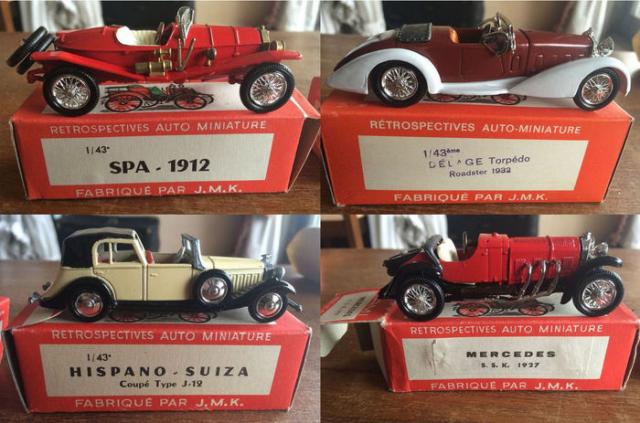 RETROSPECTIVES AUTO MINIATURE
1/43e
SPA - 1912
FABRIQUÉ PAR J.M.K.
RÉTROSPECTIVES AUTO-MINIATURE
1/43ème
DELAGE Torpédo
Roadster 1932
FABRIQUÉ PAR J.M.K.
RETROSPECTIVES AUTO MINIATURE
1/43e
HISPANO - SUIZA
Coupé Type J-12
FABRIQUÉ PAR J.M.K.
RETROSPECTIVES AUTO MINIATURE
MERCEDES
S.S.K. 1927
FABRIQUÉ PAR J.M.K.